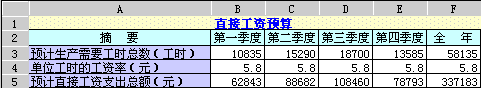 A B C D E F
1 直接工资预算
2 摘 要 第一季度 第二季度 第三季度 第四季度 全 年
3 预计生产需要工时总数（工时） 10835 15290 18700 13585 58135
4 单位工时的工资率（元） 5.8 5.8 5.8 5.8 5.8
5 预计直接工资支出总额（元） 62843 88682 108460 78793 337183